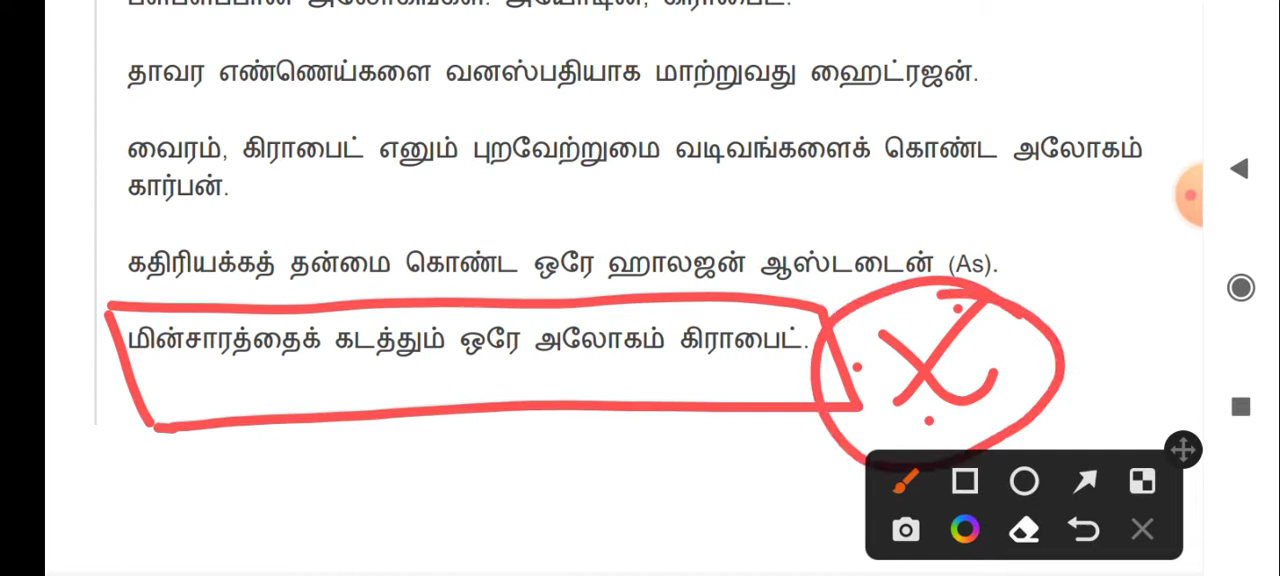 தாவர எண்ணெய்களை வனஸ்பதியாக மாற்றுவது ஹைட்ரஜன்.
வைரம், கிராபைட் எனும் புறவேற்றுமை வடிவங்களைக் கொண்ட அலோகம்
கார்பன்.
கதிரியக்கத் தன்மை கொண்ட ஒரே ஹாலஜன் ஆஸ்டடைன் (As).
மின்சாரத்தைக் கடத்தும் ஒரே அலோகம் கிராபைட்.